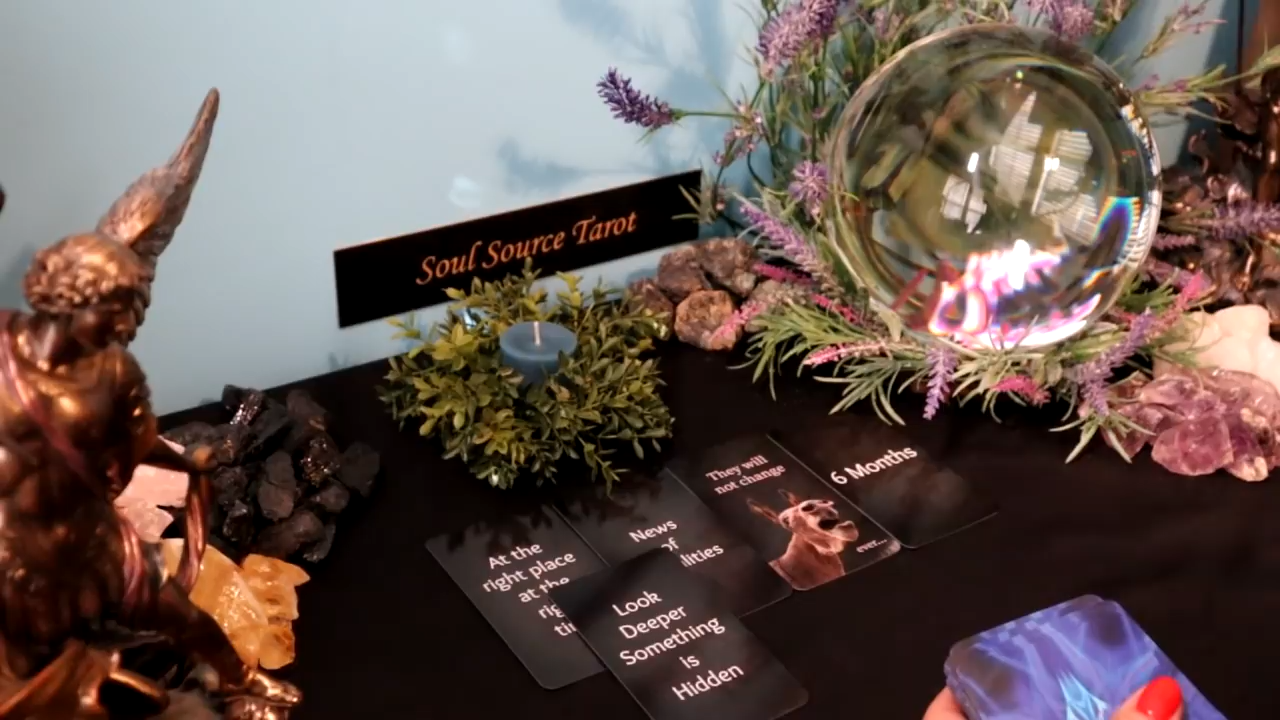 Soul Source Tarot
They will
not change
ever...
6 Months
News
At the
right place
at the
Look
Deeper
Something
is
Hidden